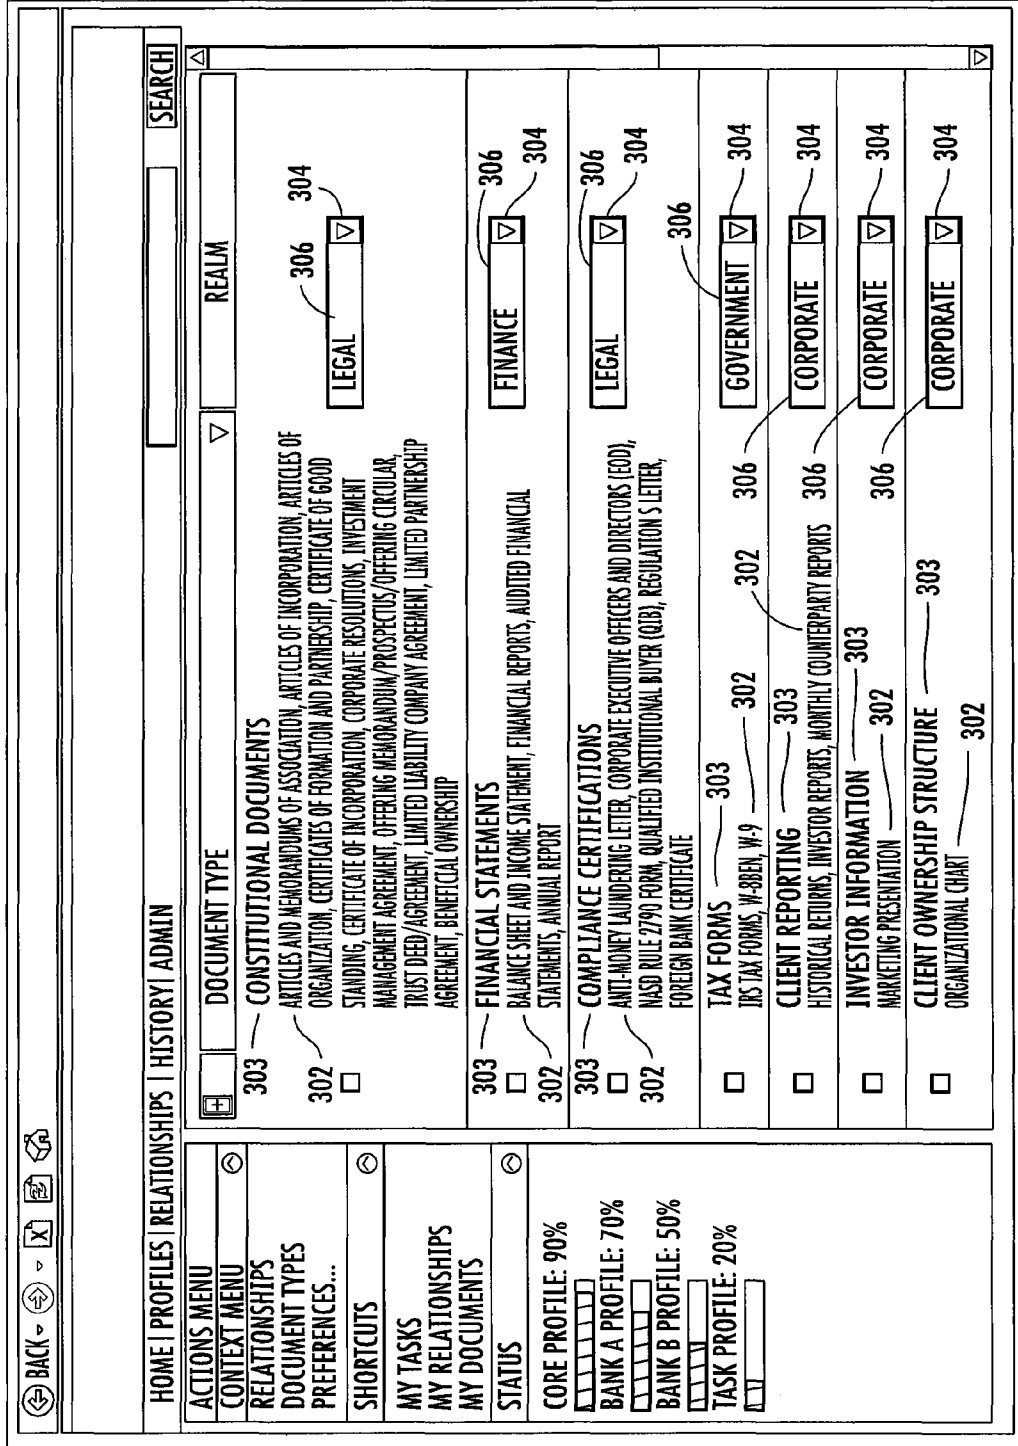 BACK
HOME | PROFILES | RELATIONSHIPS | HISTORY | ADMIN
SEARCH
ACTIONS MENU
CONTEXT MENU
RELATIONSHIPS
DOCUMENT TYPES
PREFERENCES...
SHORTCUTS
MY TASKS
MY RELATIONSHIPS
MY DOCUMENTS
STATUS
CORE PROFILE: 90%
BANK A PROFILE: 70%
BANK B PROFILE: 50%
TASK PROFILE: 20%
DOCUMENT TYPE
REALM
303
CONSTITUTIONAL DOCUMENTS
302
ARTICLES AND MEMORANDUMS OF ASSOCIATION, ARTICLES OF INCORPORATION, ARTICLES OF
ORGANIZATION, CERTIFICATES OF FORMATION AND PARTNERSHIP, CERTIFICATE OF GOOD
STANDING, CERTIFICATE OF INCORPORATION, CORPORATE RESOLUTIONS, INVESTMENT
MANAGEMENT AGREEMENT, OFFERING MEMORANDUM/PROSPECTUS/OFFERING CIRCULAR,
TRUST DEED/AGREEMENT, LIMITED LIABILITY COMPANY AGREEMENT, LIMITED PARTNERSHIP
AGREEMENT, BENEFICIAL OWNERSHIP
306
304
LEGAL
303
FINANCIAL STATEMENTS
302
BALANCE SHEET AND INCOME STATEMENT, FINANCIAL REPORTS, AUDITED FINANCIAL
STATEMENTS, ANNUAL REPORT
306
FINANCE
304
303
COMPLIANCE CERTIFICATIONS
302
ANTI-MONEY LAUNDERING LETTER, CORPORATE EXECUTIVE OFFICERS AND DIRECTORS (EOD),
NASD RULE 2790 FORM, QUALIFIED INSTITUTIONAL BUYER (QIB), REGULATION S LETTER,
FOREIGN BANK CERTIFICATE
306
LEGAL
304
TAX FORMS
303
IRS TAX FORMS, W-8BEN, W-9
302
306
GOVERNMENT
304
CLIENT REPORTING
303
HISTORICAL RETURNS, INVESTOR REPORTS, MONTHLY COUNTERPARTY REPORTS
302
306
CORPORATE
304
INVESTOR INFORMATION
303
MARKETING PRESENTATION
302
306
CORPORATE
304
CLIENT OWNERSHIP STRUCTURE
303
ORGANIZATIONAL CHART
302
306
CORPORATE
304